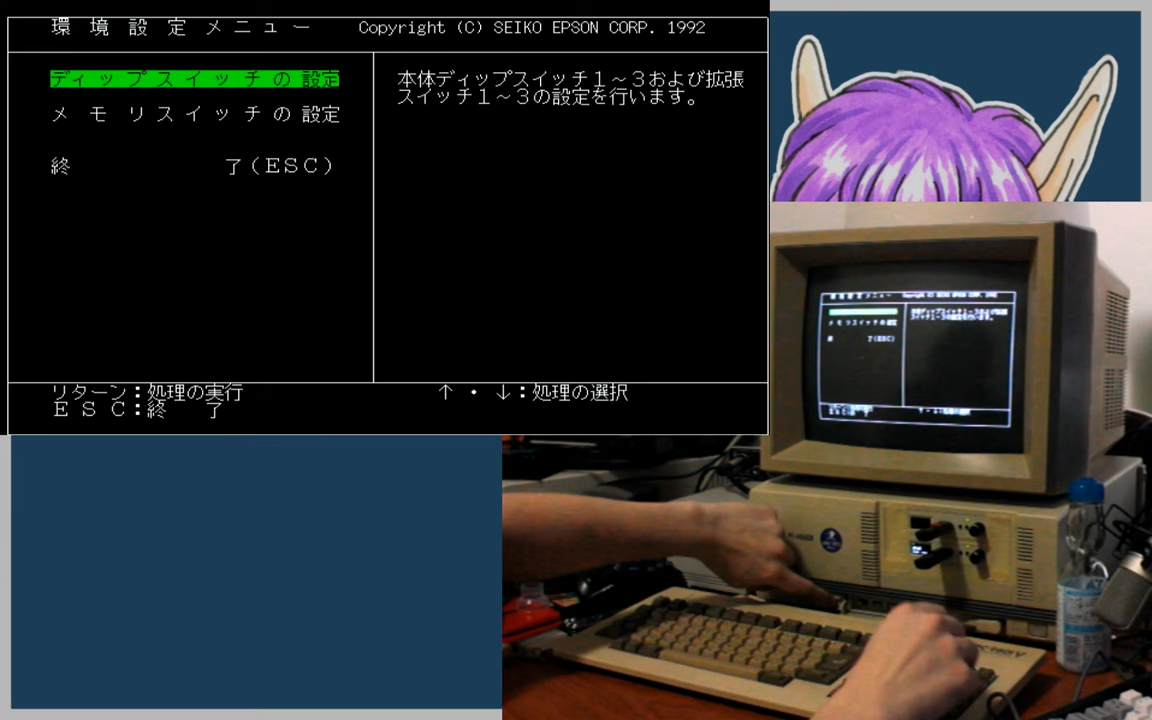 環境設定メニュー Copyright (C) SEIKO EPSON CORP. 1992
ディップスイッチの設定
メモリスイッチの設定
終 了(ESC)
本体ディップスイッチ1~3および拡張
スイッチ1~3の設定を行います。
リターン:処理の実行 ↑・↓:処理の選択
ESC:終 了